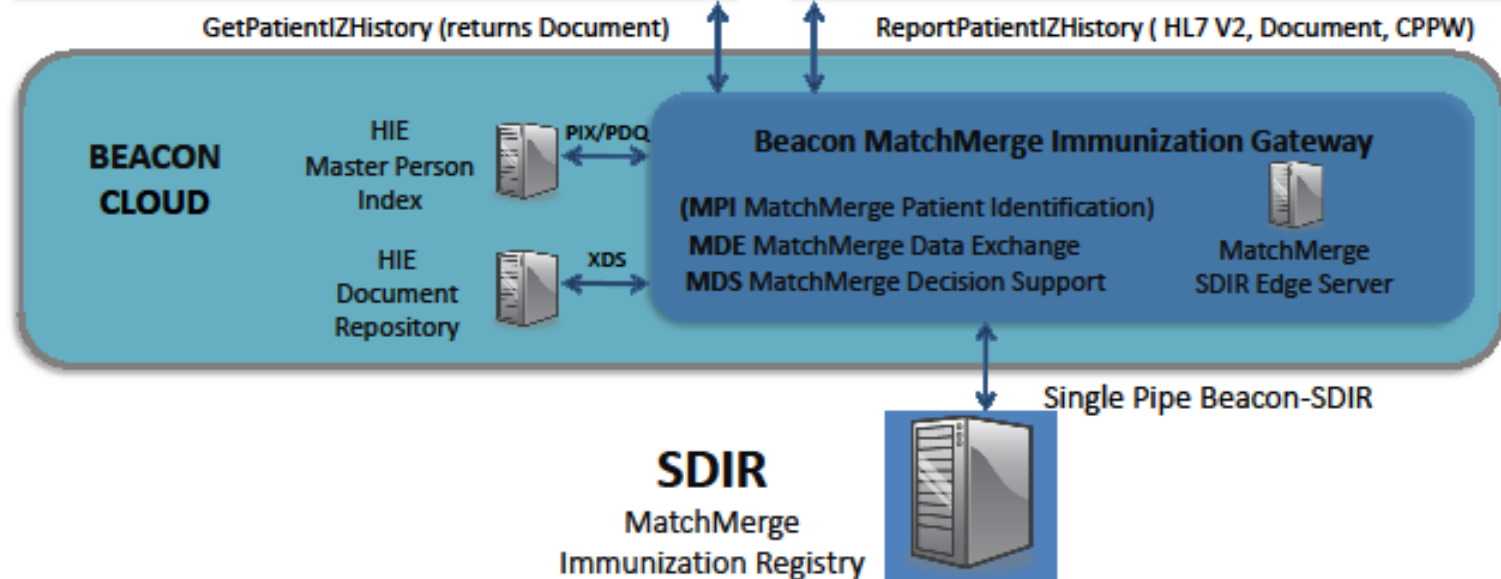 GetPatientIZHistory (returns Document)
ReportPatientIZHistory ( HL7 V2, Document, CPPW)
BEACON
CLOUD
HIE
Master Person
Index
PIX/PDQ
HIE
Document
Repository
XDS
Beacon MatchMerge Immunization Gateway
(MPI MatchMerge Patient Identification)
MDE MatchMerge Data Exchange
MDS MatchMerge Decision Support
MatchMerge
SDIR Edge Server
Single Pipe Beacon-SDIR
SDIR
MatchMerge
Immunization Registry